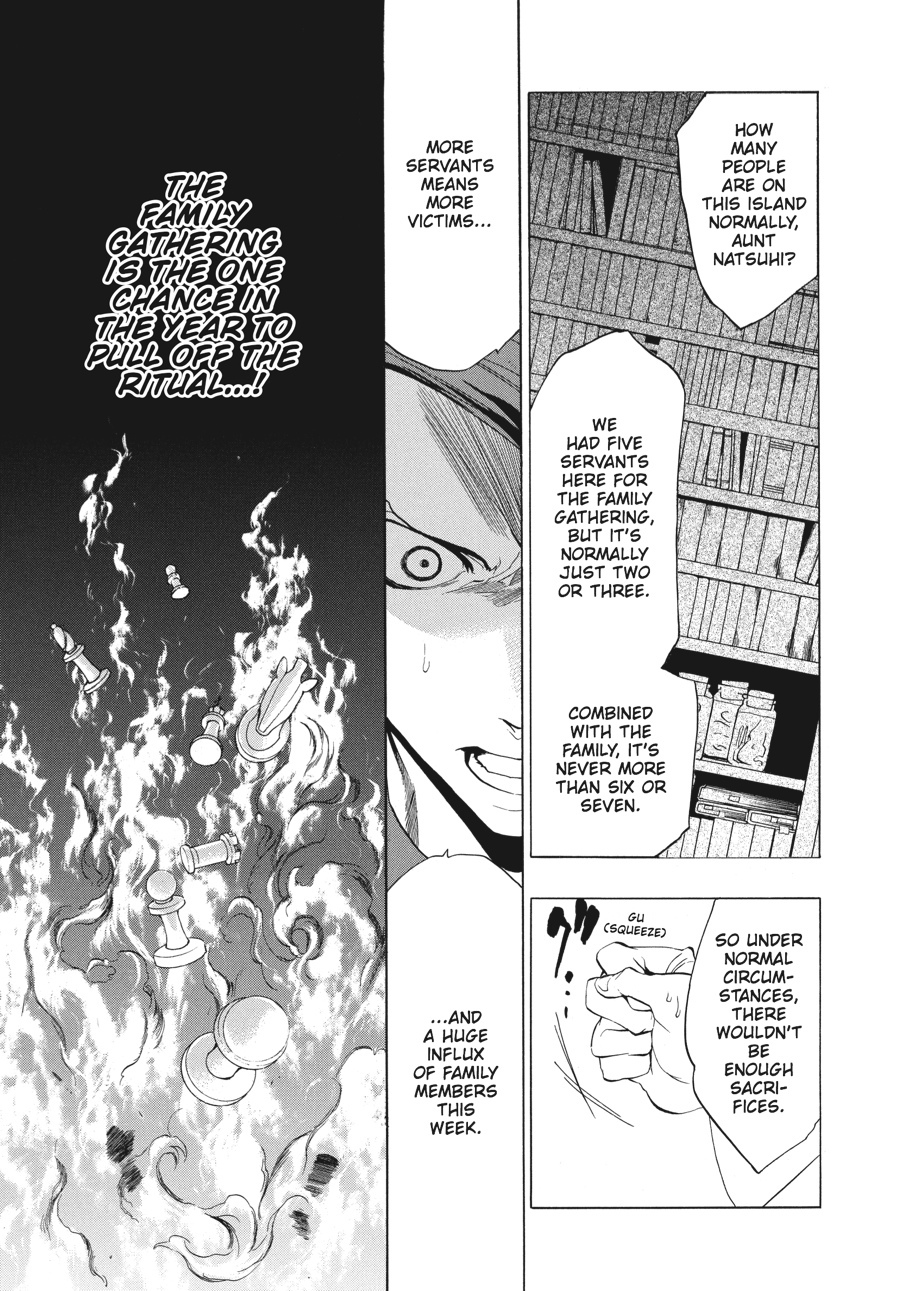 HOW
MANY
PEOPLE
ARE ON
THIS ISLAND
NORMALLY,
AUNT
NATSUHI?
WE
HAD FIVE
SERVANTS
HERE FOR
THE FAMILY
GATHERING,
BUT IT'S
NORMALLY
JUST TWO
OR THREE.
COMBINED
WITH THE
FAMILY, IT'S
NEVER MORE
THAN SIX OR
SEVEN.
SO UNDER
NORMAL
CIRCUM-
STANCES,
THERE
WOULDN'T
BE
ENOUGH
SACRI-
FICES.
グッ…
GU
(SQUEEZE)
MORE
SERVANTS
MEANS
MORE
VICTIMS...
...AND
A HUGE
INFLUX
OF FAMILY
MEMBERS
THIS
WEEK.
THE
FAMILY
GATHERING
IS THE ONE
CHANCE IN
THE YEAR TO
PULL OFF THE
RITUAL...!